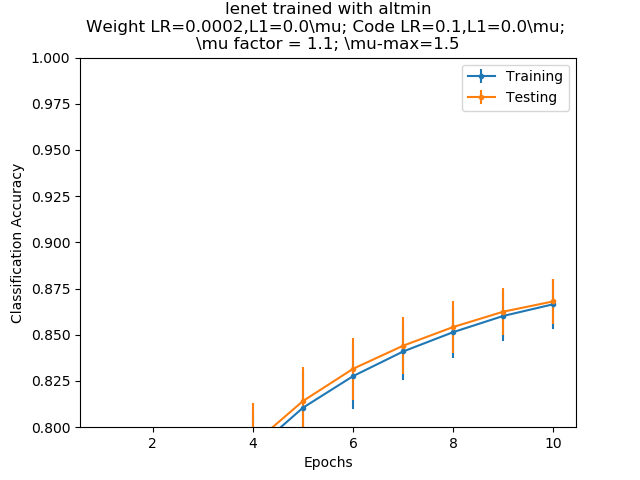 lenet trained with altmin
Weight LR=0.0002,L1=0.0\mu; Code LR=0.1,L1=0.0\mu;
\mu factor = 1.1; \mu-max=1.5
Training
Testing
Classification Accuracy
1.000
0.975
0.950
0.925
0.900
0.875
0.850
0.825
0.800
2 4 6 8 10
Epochs